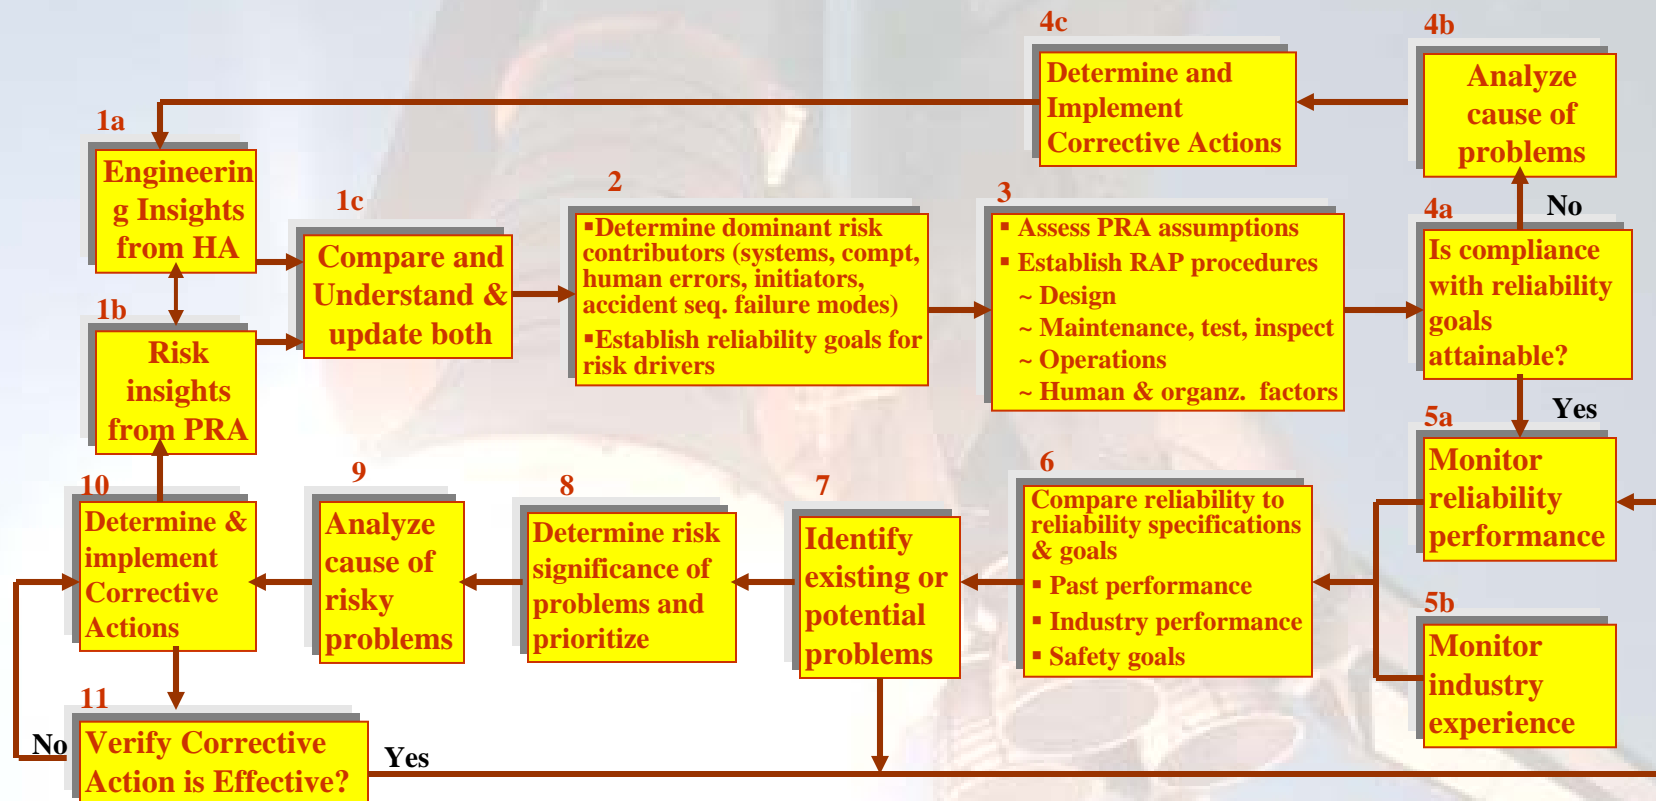 4c
Determine and
Implement
Corrective Actions
4b
Analyze
cause of
problems
1a
Engineerin
g Insights
from HA
1b
Risk
insights
from PRA
1c
Compare and
Understand &
update both
2
▪Determine dominant risk
contributors (systems, compt,
human errors, initiators,
accident seq. failure modes)
▪Establish reliability goals for
risk drivers
3
▪ Assess PRA assumptions
▪ Establish RAP procedures
~ Design
~ Maintenance, test, inspect
~ Operations
~ Human & organz. factors
No
4a
Is compliance
with reliability
goals
attainable?
Yes
5a
Monitor
reliability
performance
5b
Monitor
industry
experience
6
Compare reliability to
reliability specifications
& goals
▪ Past performance
▪ Industry performance
▪ Safety goals
7
Identify
existing or
potential
problems
8
Determine risk
significance of
problems and
prioritize
9
Analyze
cause of
risky
problems
10
Determine &
implement
Corrective
Actions
11
Verify Corrective
Action is Effective?
No
Yes